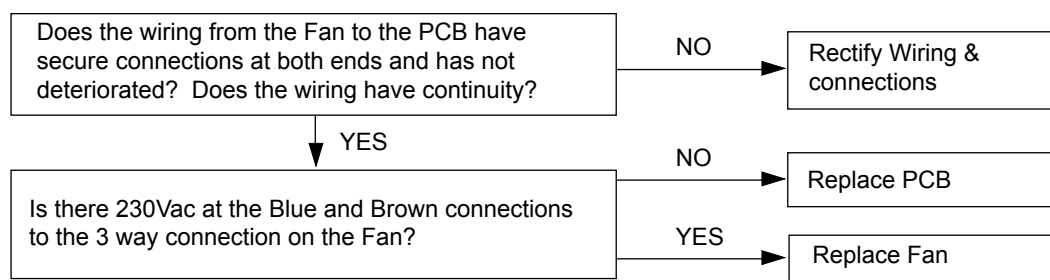 Does the wiring from the Fan to the PCB have
secure connections at both ends and has not
deteriorated?  Does the wiring have continuity?
NO
Rectify Wiring &
connections
YES
Is there 230Vac at the Blue and Brown connections
to the 3 way connection on the Fan?
NO
Replace PCB
YES
Replace Fan